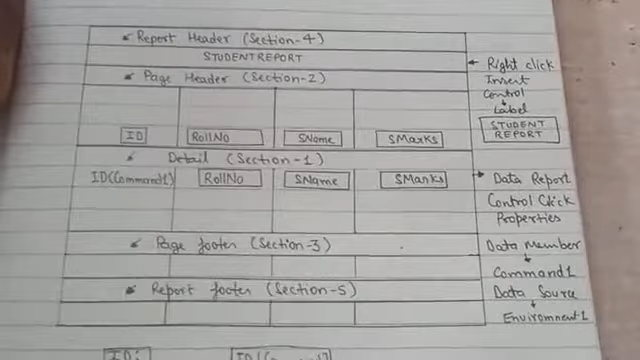 Report Header (Section-4)
STUDENTREPORT
Page Header (Section-2)
ID RollNo SName SMarks
Detail (Section-1)
ID(Command1) RollNo SName SMarks
Page footer (Section-3)
Report footer (Section-5)
Right click
Insert
Control
Label
STUDENT
REPORT
Data Report
Control Click
Properties
Data Member
Command1
Data Source
Enviromnent1
ID: